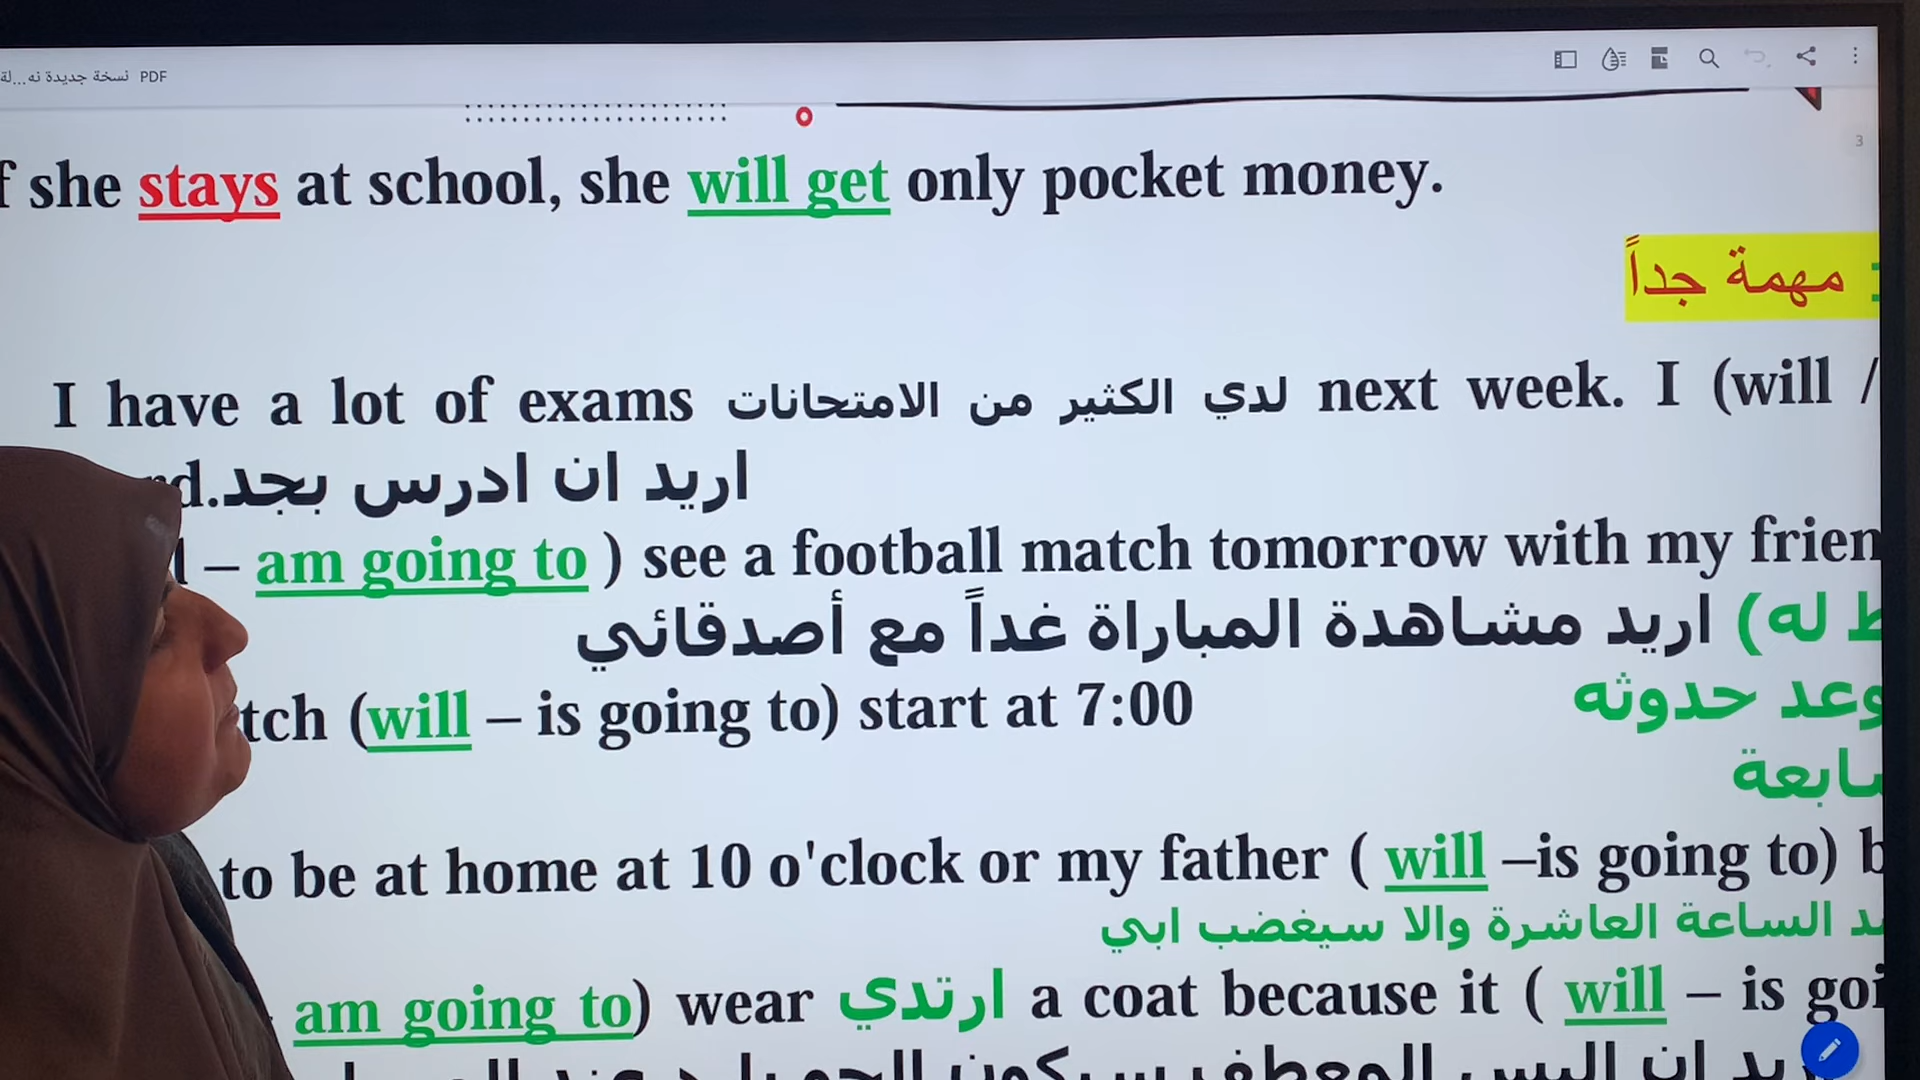 نسخة جديدة نه...لة PDF
3
f she stays at school, she will get only pocket money.
مهمة جداً :
I have a lot of exams لدي الكثير من الامتحانات next week. I (will /
d. اريد ان ادرس بجد
– am going to ) see a football match tomorrow with my frien
له) اريد مشاهدة المباراة غداً مع أصدقائي
tch (will – is going to) start at 7:00
وعد حدوثه
سابعة
to be at home at 10 o'clock or my father ( will –is going to) b
الساعة العاشرة والا سيغضب ابي
am going to) wear ارتدي a coat because it ( will – is goi